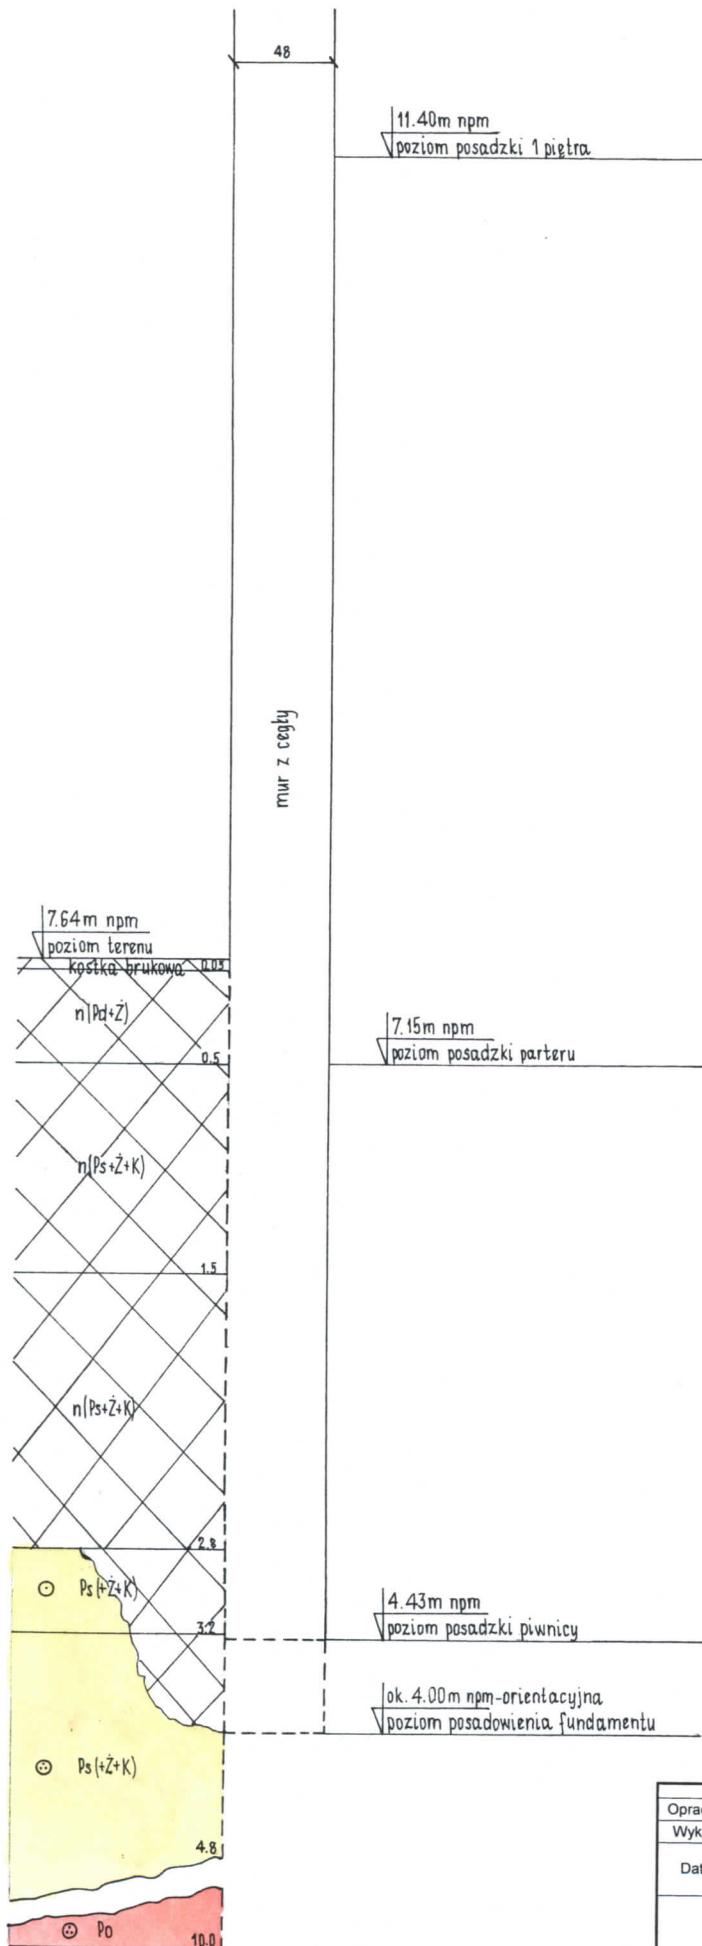 48
11.40m npm
poziom posadzki 1 piętra
mur z cegły
7.64m npm
poziom terenu
kostka brukowa 0.05
n(Pd+Ż)
0.5
7.15m npm
poziom posadzki parteru
n(Ps+Ż+K)
1.5
n(Ps+Ż+K)
2.8
Ps(+Ż+K)
3.2
4.43m npm
poziom posadzki piwnicy
ok. 4.00m npm-orientacyjna
poziom posadowienia fundamentu
Ps(+Ż+K)
4.8
Po
10.0